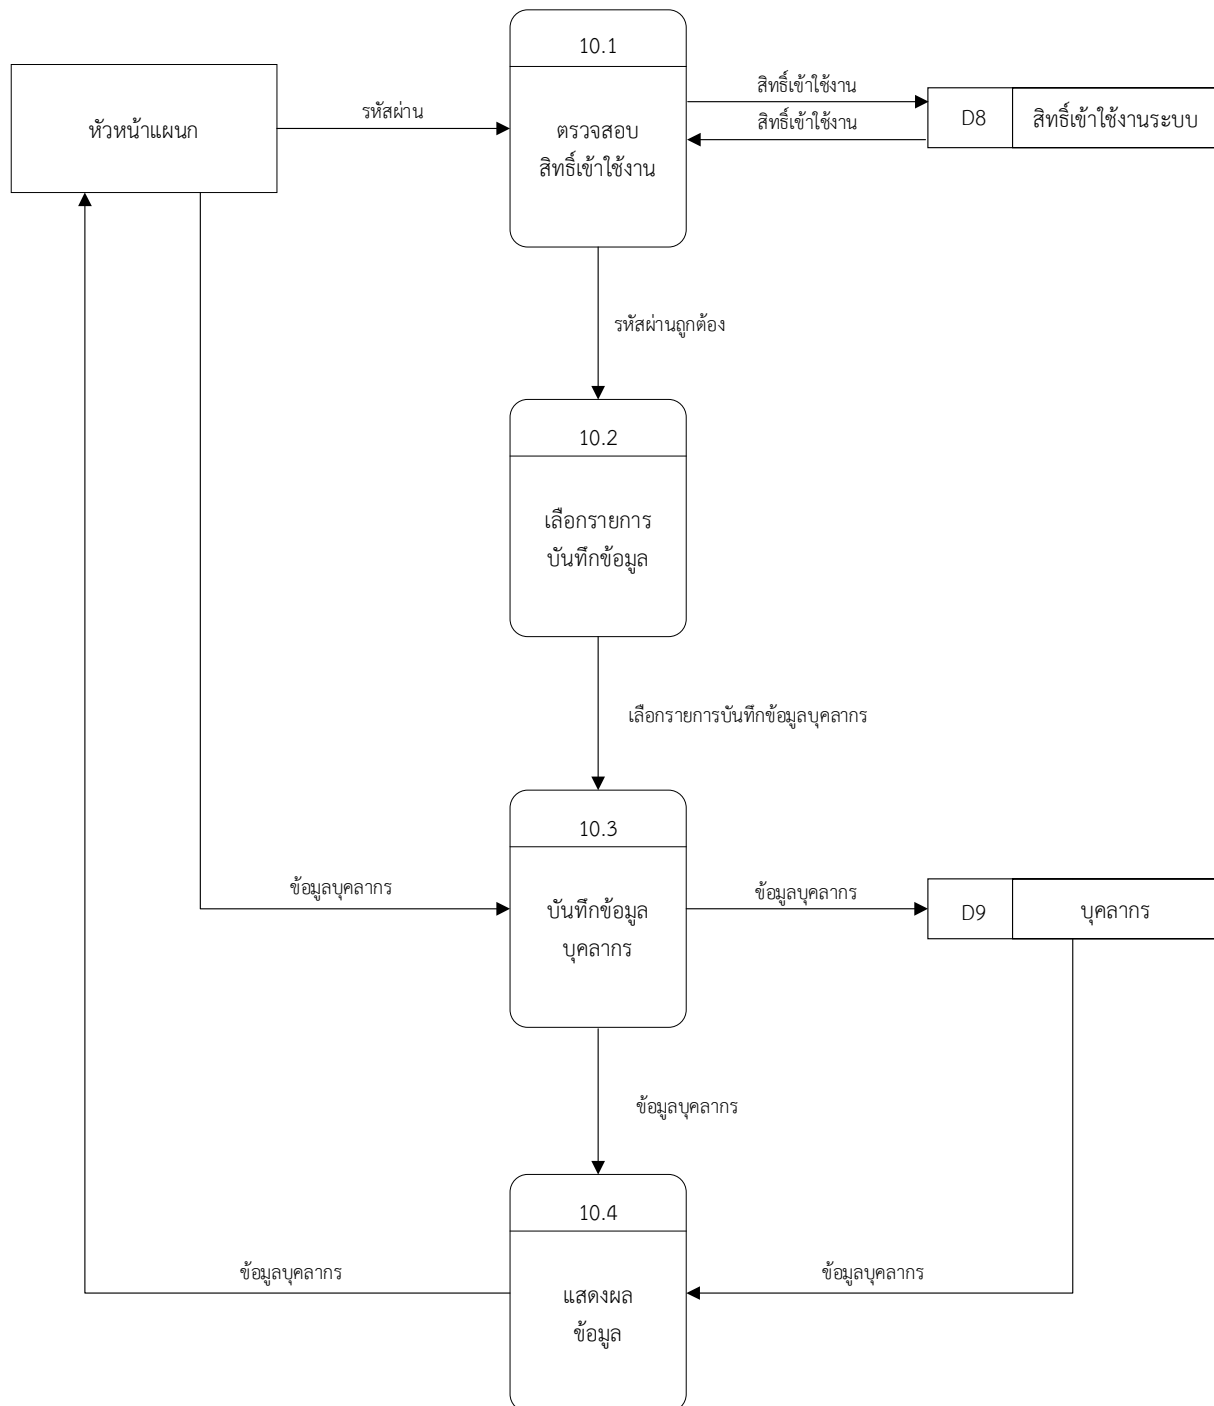 10.1
หัวหน้าแผนก
รหัสผ่าน
ตรวจสอบ
สิทธิ์เข้าใช้งาน
สิทธิ์เข้าใช้งาน
สิทธิ์เข้าใช้งาน
D8
สิทธิ์เข้าใช้งานระบบ
รหัสผ่านถูกต้อง
10.2
เลือกรายการ
บันทึกข้อมูล
เลือกรายการบันทึกข้อมูลบุคลากร
10.3
ข้อมูลบุคลากร
บันทึกข้อมูล
บุคลากร
ข้อมูลบุคลากร
D9
บุคลากร
ข้อมูลบุคลากร
10.4
ข้อมูลบุคลากร
แสดงผล
ข้อมูล
ข้อมูลบุคลากร